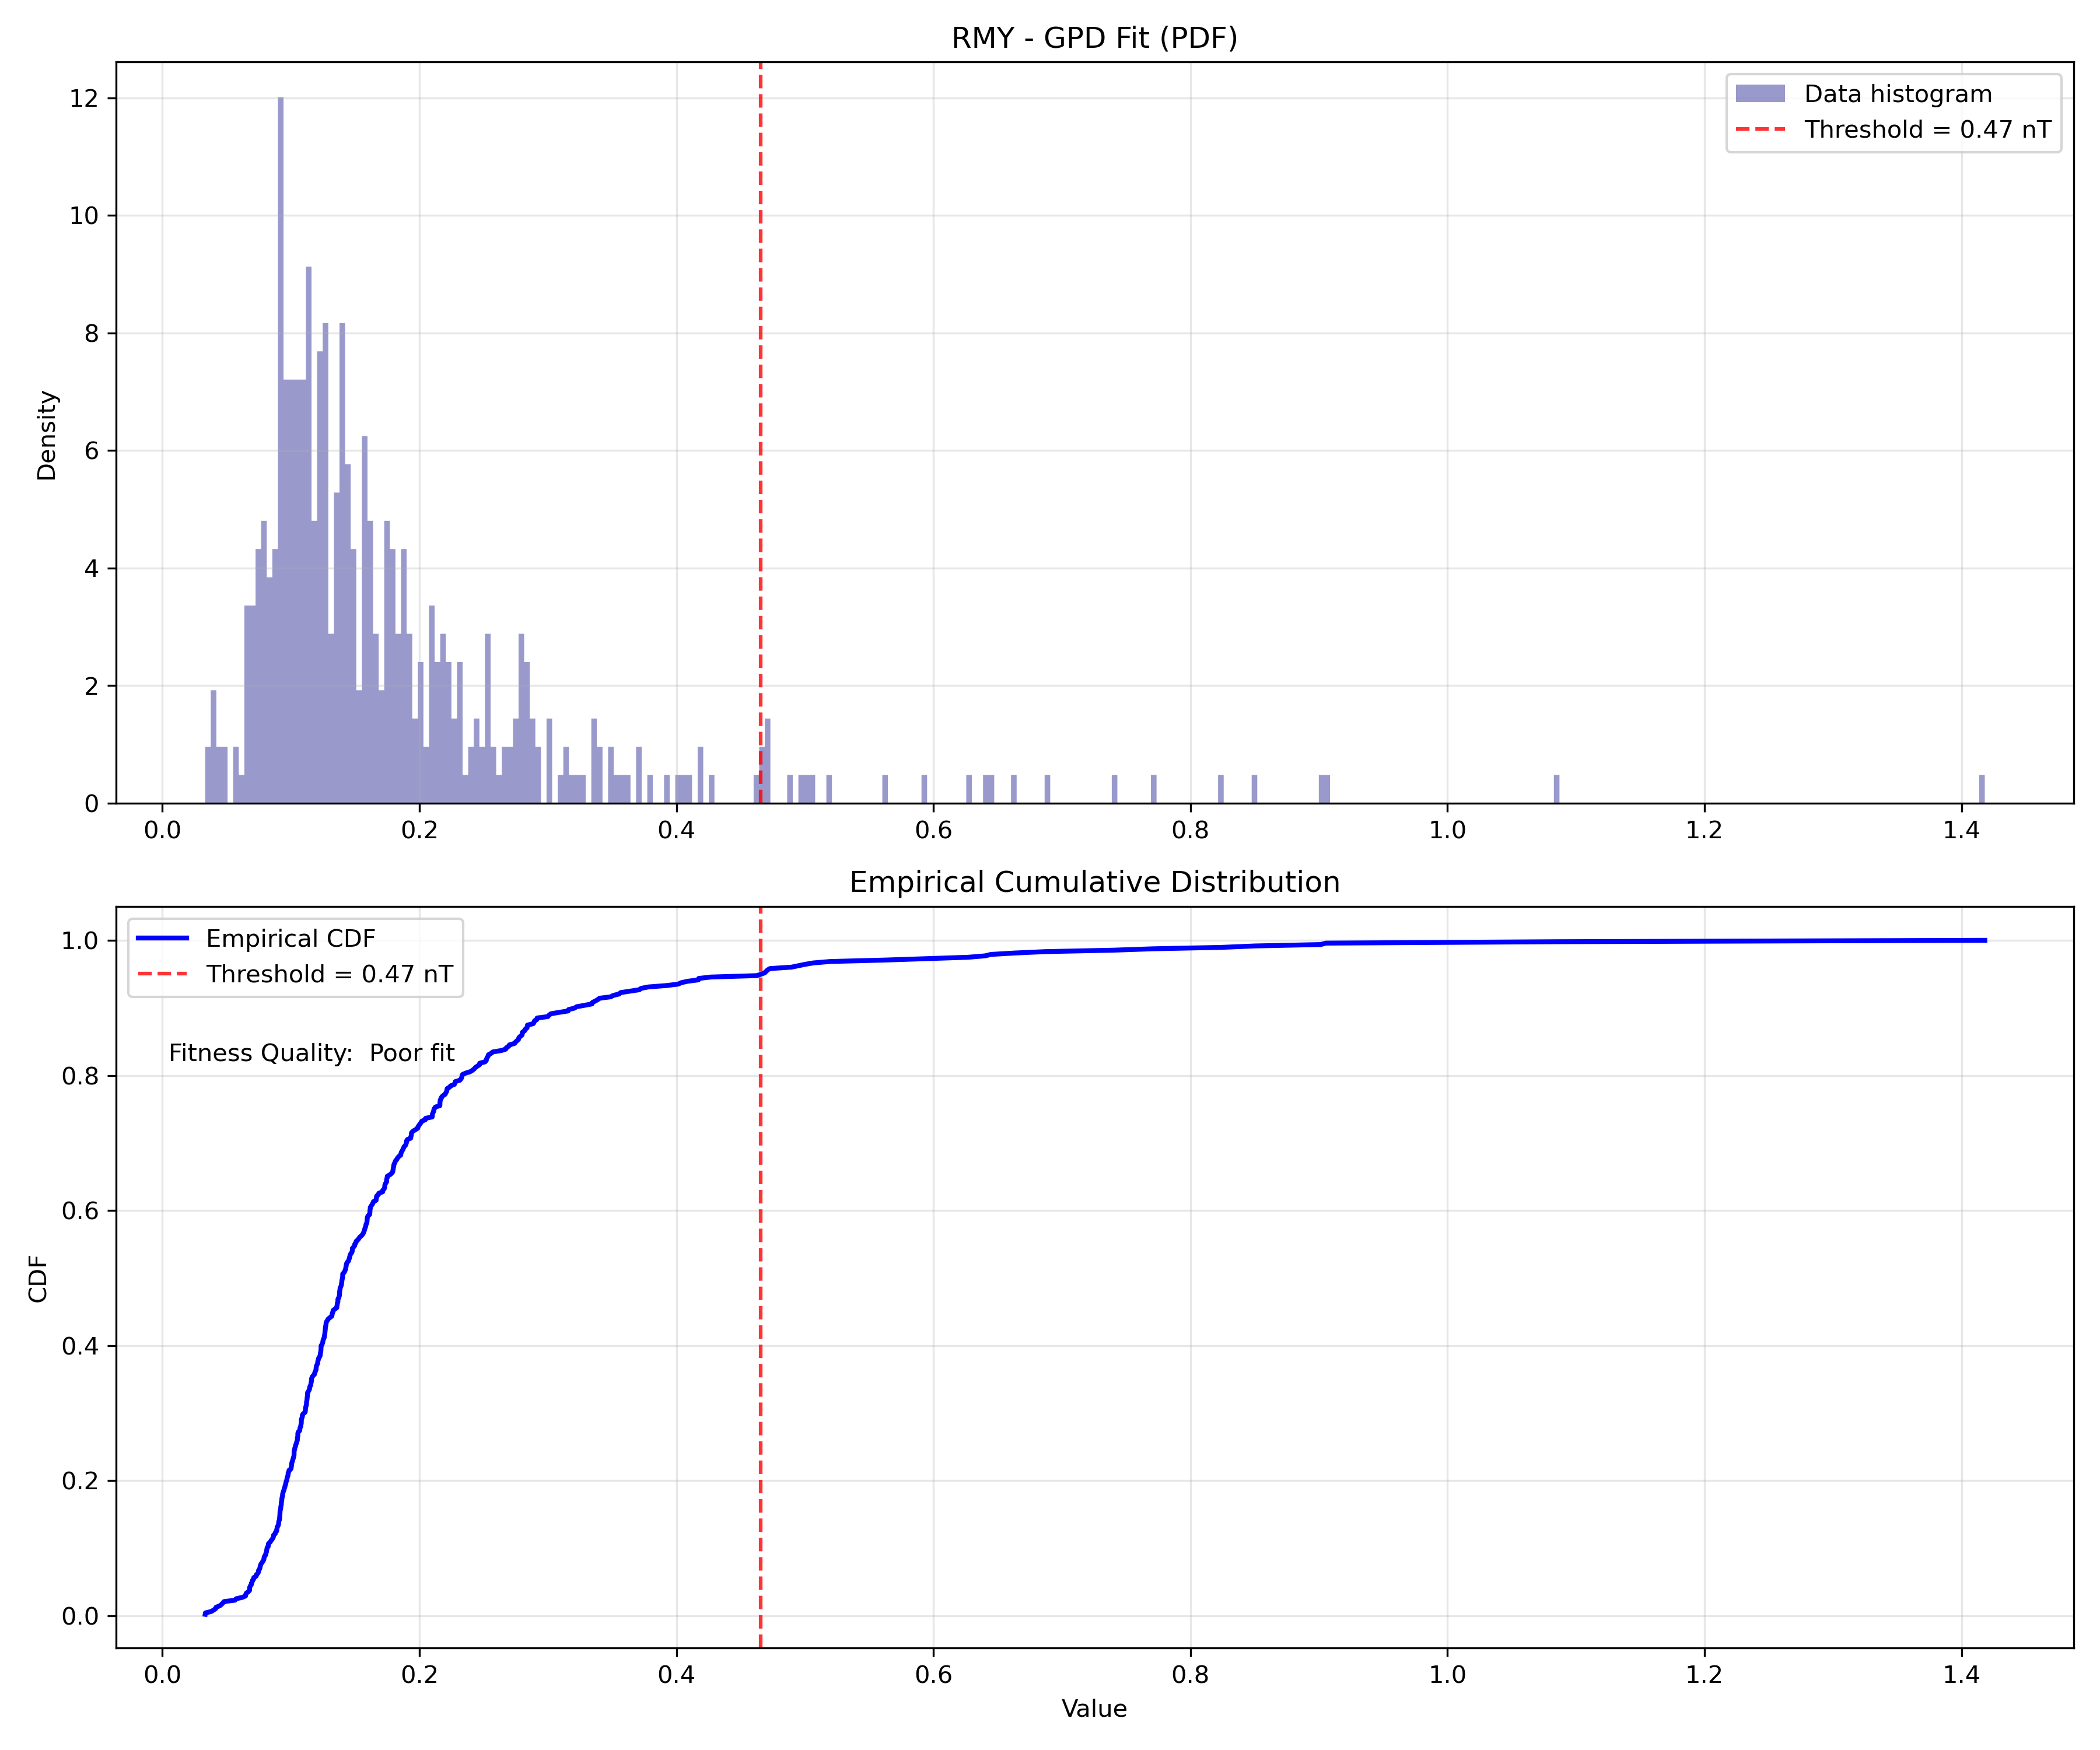 RMY - GPD Fit (PDF)
12
10
8
6
4
2
0
Density
Data histogram
Threshold = 0.47 nT
0.0 0.2 0.4 0.6 0.8 1.0 1.2 1.4
Empirical Cumulative Distribution
1.0
0.8
0.6
0.4
0.2
0.0
CDF
Empirical CDF
Threshold = 0.47 nT
Fitness Quality:  Poor fit
0.0 0.2 0.4 0.6 0.8 1.0 1.2 1.4
Value